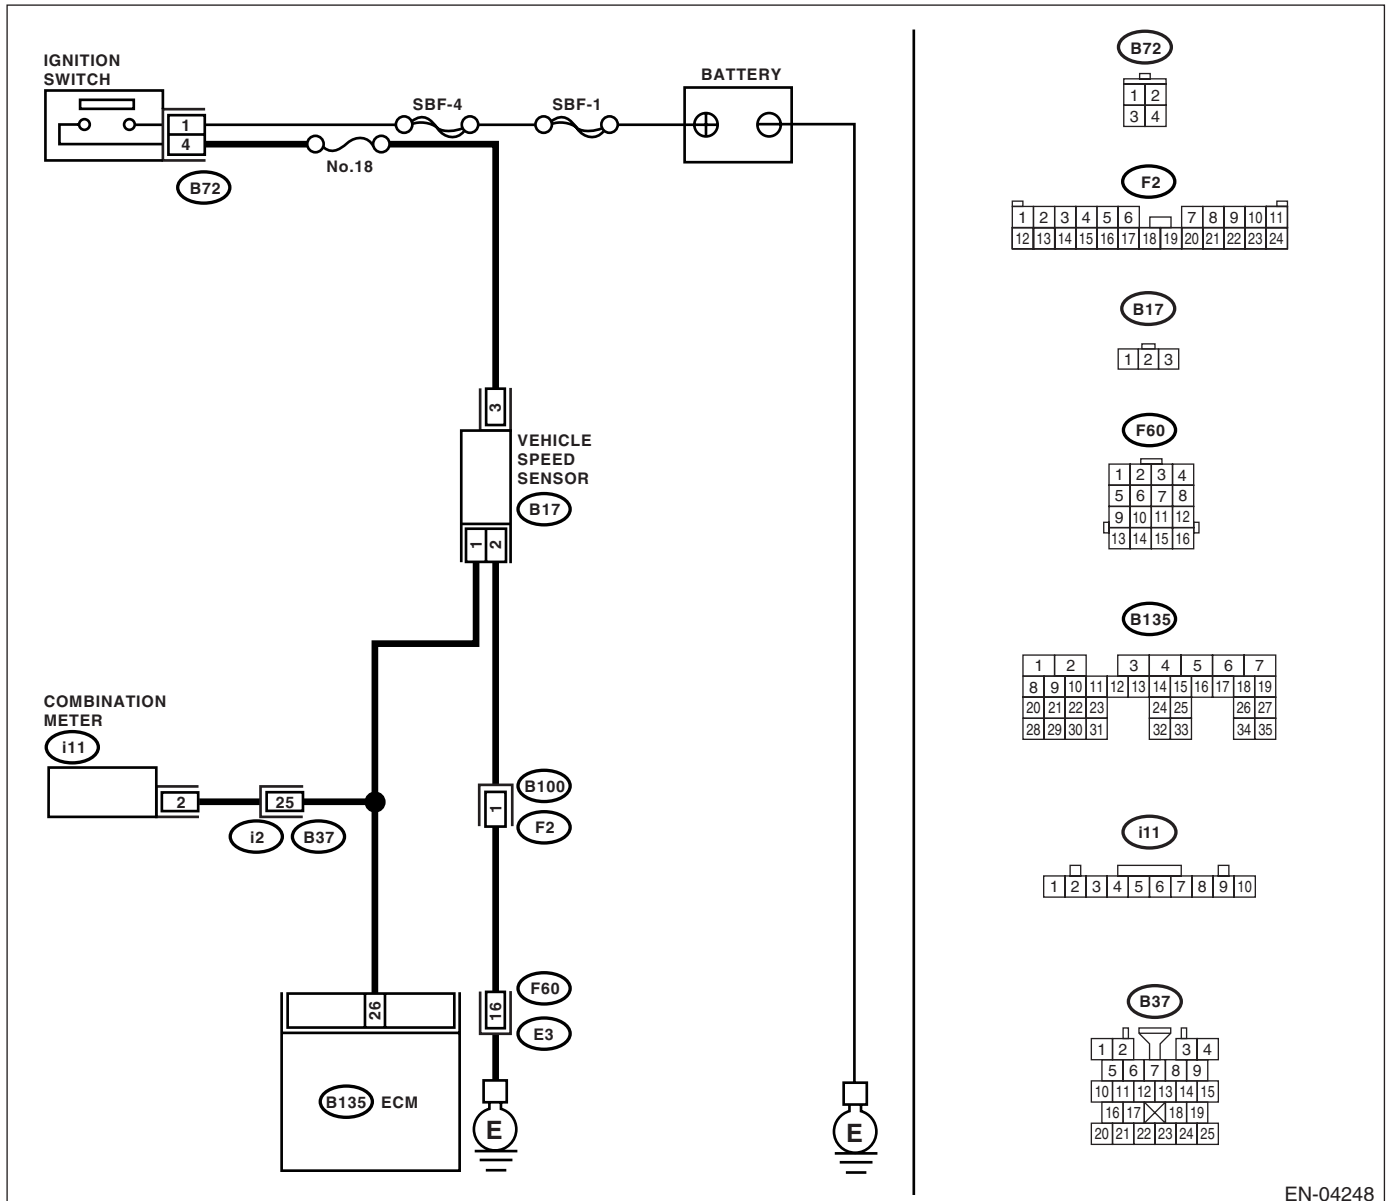 IGNITION
SWITCH
1
4
B72
SBF-4
SBF-1
No.18
BATTERY
3
VEHICLE
SPEED
SENSOR
B17
1 2
COMBINATION
METER
i11
2
25
i2 B37
1
B100
F2
26
B135 ECM
16
F60
E3
E
E
B72
1 2
3 4
F2
1 2 3 4 5 6 7 8 9 10 11
12 13 14 15 16 17 18 19 20 21 22 23 24
B17
1 2 3
F60
1 2 3 4
5 6 7 8
9 10 11 12
13 14 15 16
B135
1 2 3 4 5 6 7
8 9 10 11 12 13 14 15 16 17 18 19
20 21 22 23 24 25 26 27
28 29 30 31 32 33 34 35
i11
1 2 3 4 5 6 7 8 9 10
B37
1 2 3 4
5 6 7 8 9
10 11 12 13 14 15
16 17 18 19
20 21 22 23 24 25
EN-04248